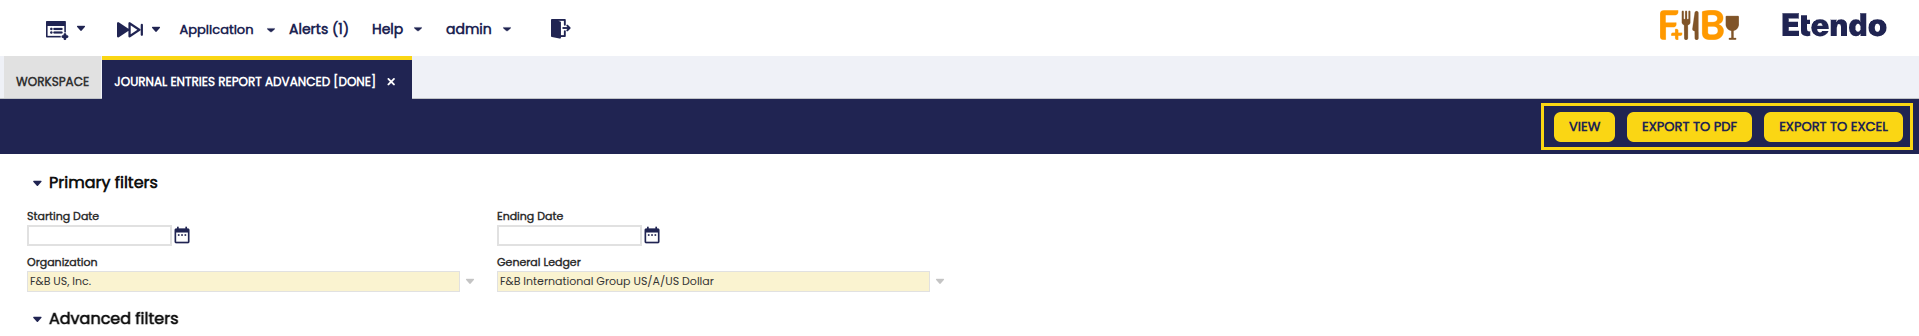 Application Alerts (1) Help admin F&B Etendo
WORKSPACE JOURNAL ENTRIES REPORT ADVANCED [DONE] ×
VIEW EXPORT TO PDF EXPORT TO EXCEL
Primary filters
Starting Date Ending Date
Organization General Ledger
F&B US, Inc. F&B International Group US/A/US Dollar
Advanced filters